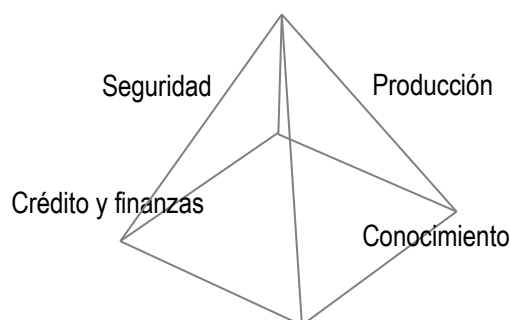 Seguridad
Producción
Crédito y finanzas
Conocimiento